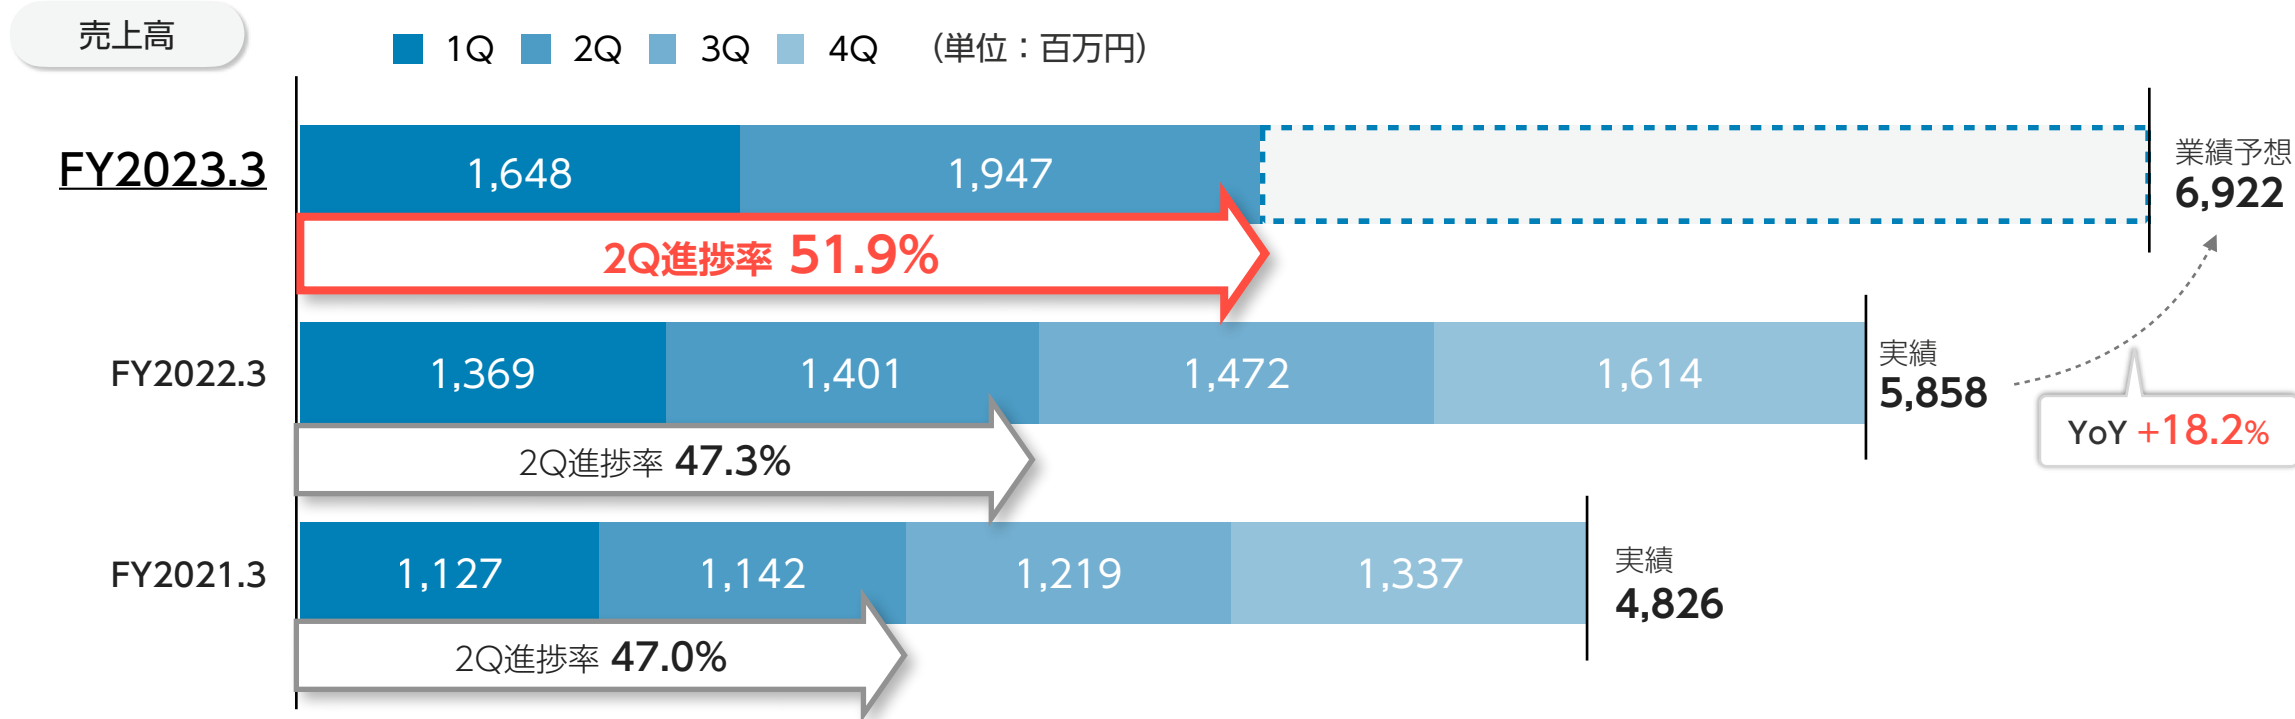 売上高
1Q 2Q 3Q 4Q （単位：百万円）
FY2023.3 1,648 1,947 業績予想
6,922
2Q進捗率 51.9%
FY2022.3 1,369 1,401 1,472 1,614 実績
5,858
YoY +18.2%
2Q進捗率 47.3%
FY2021.3 1,127 1,142 1,219 1,337 実績
4,826
2Q進捗率 47.0%